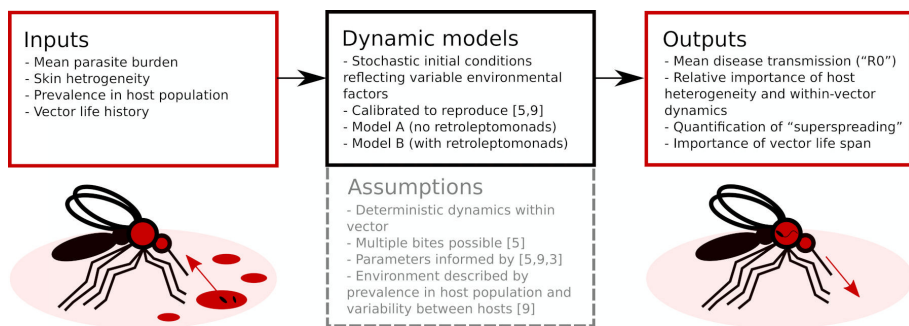 Inputs
- Mean parasite burden
- Skin hetrogeneity
- Prevalence in host population
- Vector life history
Dynamic models
- Stochastic initial conditions
reflecting variable environmental
factors
- Calibrated to reproduce [5,9]
- Model A (no retroleptomonads)
- Model B (with retroleptomonads)
Assumptions
- Deterministic dynamics within
vector
- Multiple bites possible [5]
- Parameters informed by [5,9,3]
- Environment described by
prevalence in host population and
variability between hosts [9]
Outputs
- Mean disease transmission (“R0”)
- Relative importance of host
heterogeneity and within-vector
dynamics
- Quantification of “superspreading”
- Importance of vector life span